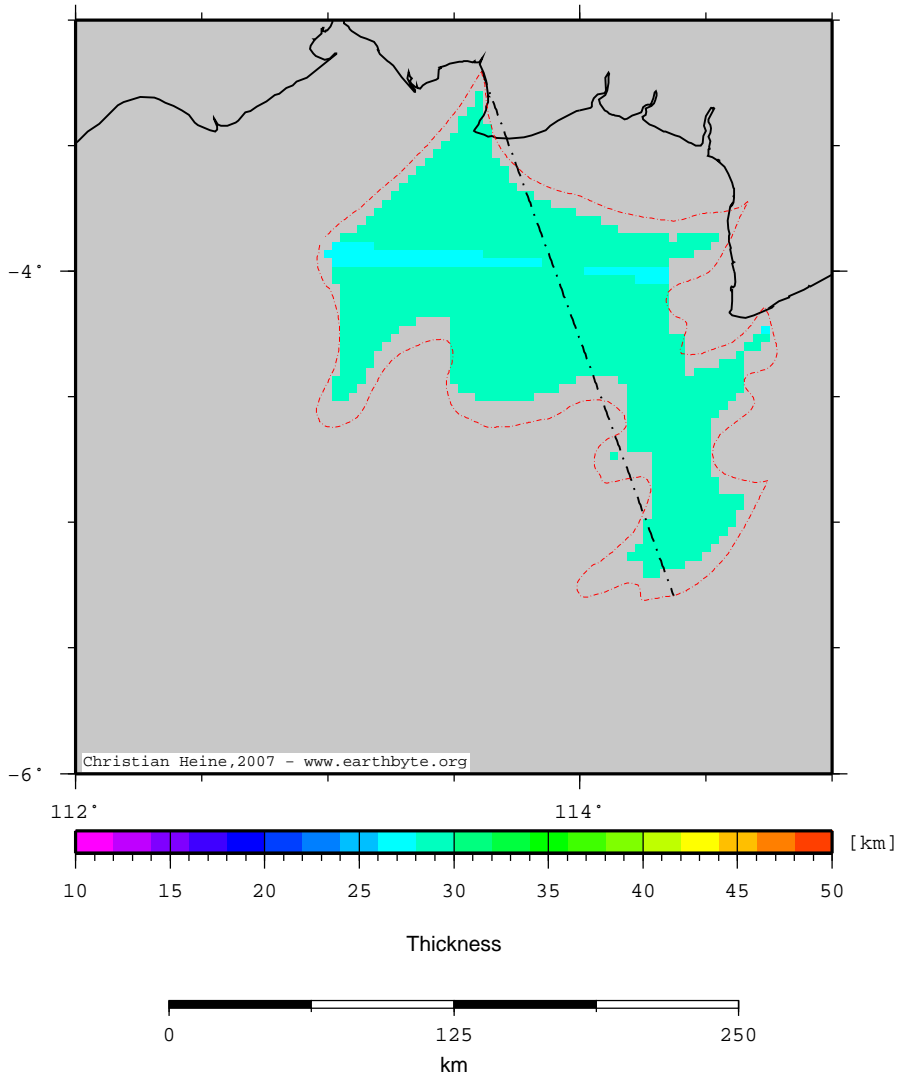 −4°
−6°
Christian Heine,2007 − www.earthbyte.org
112° 114°
[km]
10 15 20 25 30 35 40 45 50
Thickness
0 125 250
km